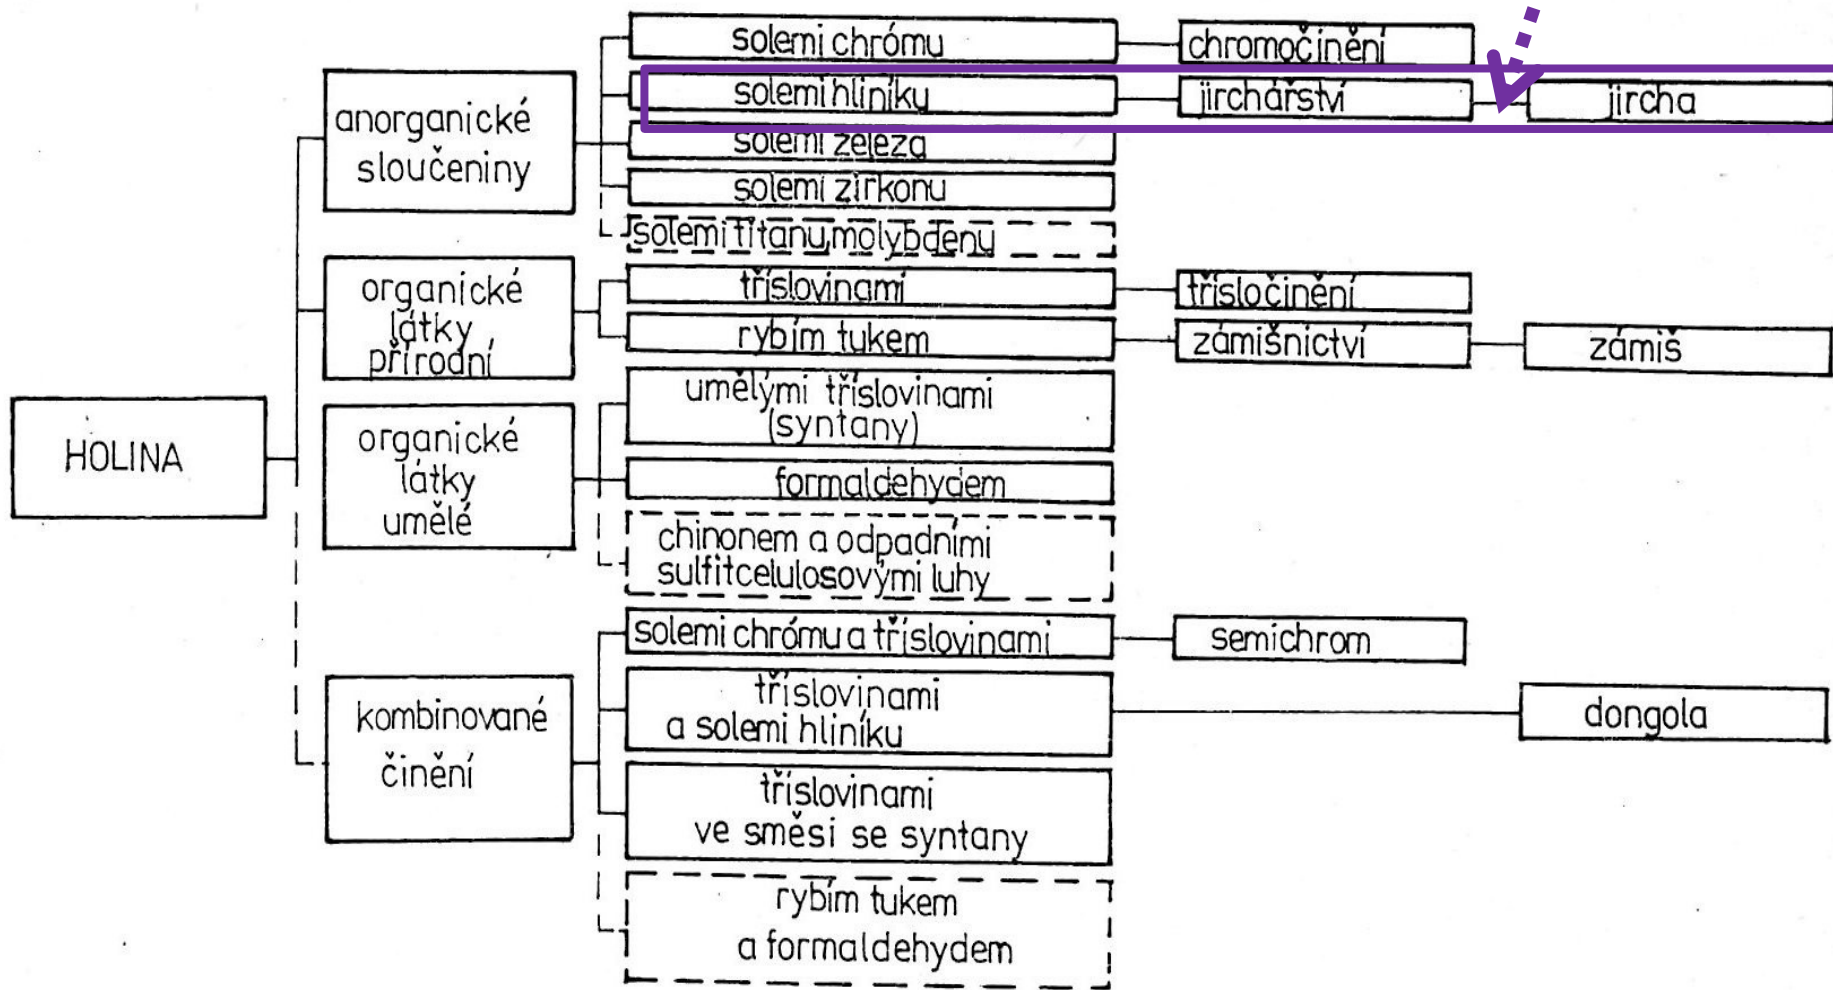 HOLINA
anorganické
sloučeniny
solemi chrómu
chromočinění
solemi hliníku
jirchářství
jircha
solemi železa
solemi zirkonu
solemi titanu,molybdenu
organické
látky
přírodní
tříslovinami
třísločinění
rybím tukem
zámišnictví
zámiš
organické
látky
umělé
umělými tříslovinami
(syntany)
formaldehydem
chinonem a odpadními
sulfitcelulosovými luhy
kombinované
činění
solemi chrómu a tříslovinami
semichrom
tříslovinami
a solemi hliníku
dongola
tříslovinami
ve směsi se syntany
rybím tukem
a formaldehydem